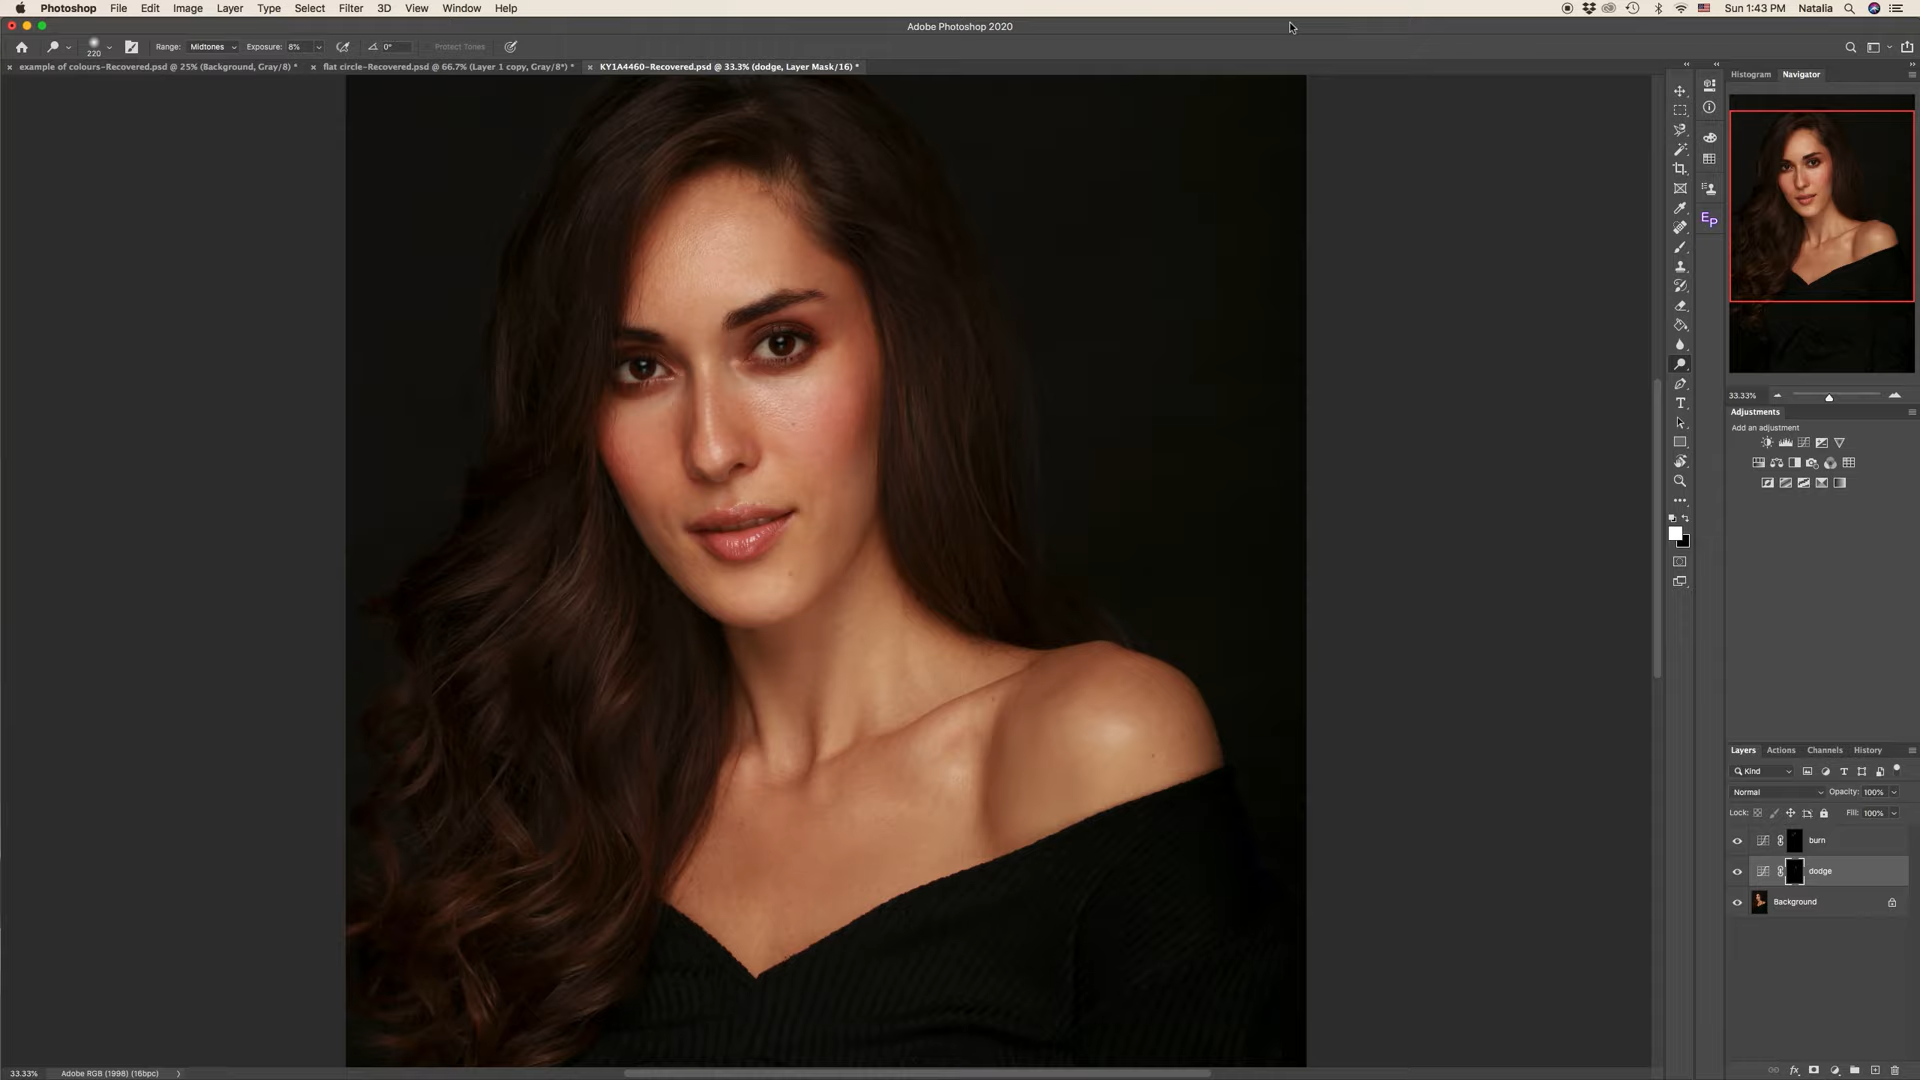 Photoshop File Edit Image Layer Type Select Filter 3D View Window Help Sun 1:43 PM Natalia
Adobe Photoshop 2020
220 Range: Midtones Exposure: 8% 0° Protect Tones
example of colours-Recovered.psd @ 25% (Background, Gray/8) * flat circle-Recovered.psd @ 66.7% (Layer 1 copy, Gray/8*) * KY1A4460-Recovered.psd @ 33.3% (dodge, Layer Mask/16) *
Histogram Navigator
EP
33.33%
Adjustments
Add an adjustment
Layers Actions Channels History
Kind
Normal Opacity: 100%
Lock: Fill: 100%
burn
dodge
Background
33.33% Adobe RGB (1998) (16bpc)